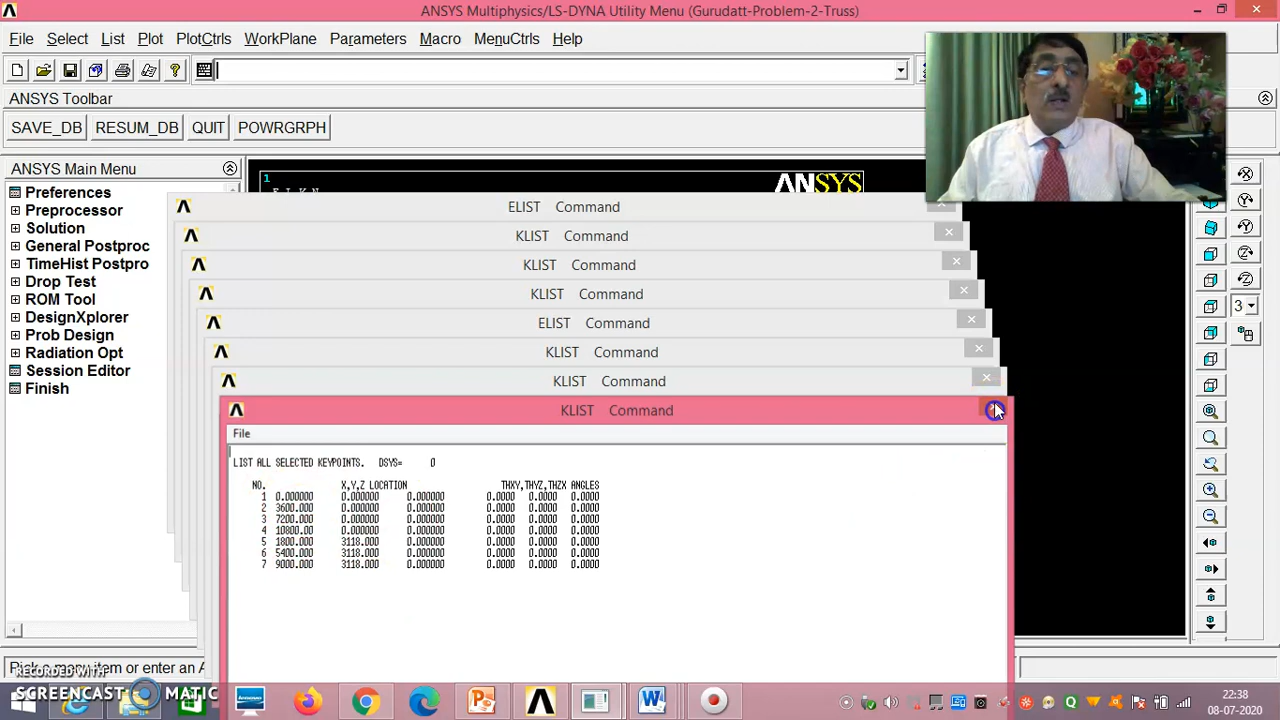 ANSYS Multiphysics/LS-DYNA Utility Menu (Gurudatt-Problem-2-Truss)
File Select List Plot PlotCtrls WorkPlane Parameters Macro MenuCtrls Help
ANSYS Toolbar
SAVE_DB RESUM_DB QUIT POWRGRPH
ANSYS Main Menu
Preferences
Preprocessor
Solution
General Postproc
TimeHist Postpro
Drop Test
ROM Tool
DesignXplorer
Prob Design
Radiation Opt
Session Editor
Finish
1
ANSYS
ELIST Command
KLIST Command
KLIST Command
KLIST Command
ELIST Command
KLIST Command
KLIST Command
KLIST Command
File
LIST ALL SELECTED KEYPOINTS. DSYS= 0
NO. X,Y,Z LOCATION THXY,THYZ,THZX ANGLES
1 0.000000 0.000000 0.000000 0.0000 0.0000 0.0000
2 3600.000 0.000000 0.000000 0.0000 0.0000 0.0000
3 7200.000 0.000000 0.000000 0.0000 0.0000 0.0000
4 10800.00 0.000000 0.000000 0.0000 0.0000 0.0000
5 1800.000 3118.000 0.000000 0.0000 0.0000 0.0000
6 5400.000 3118.000 0.000000 0.0000 0.0000 0.0000
7 9000.000 3118.000 0.000000 0.0000 0.0000 0.0000
3
RECORDED WITH
SCREENCAST MATIC
22:38
08-07-2020